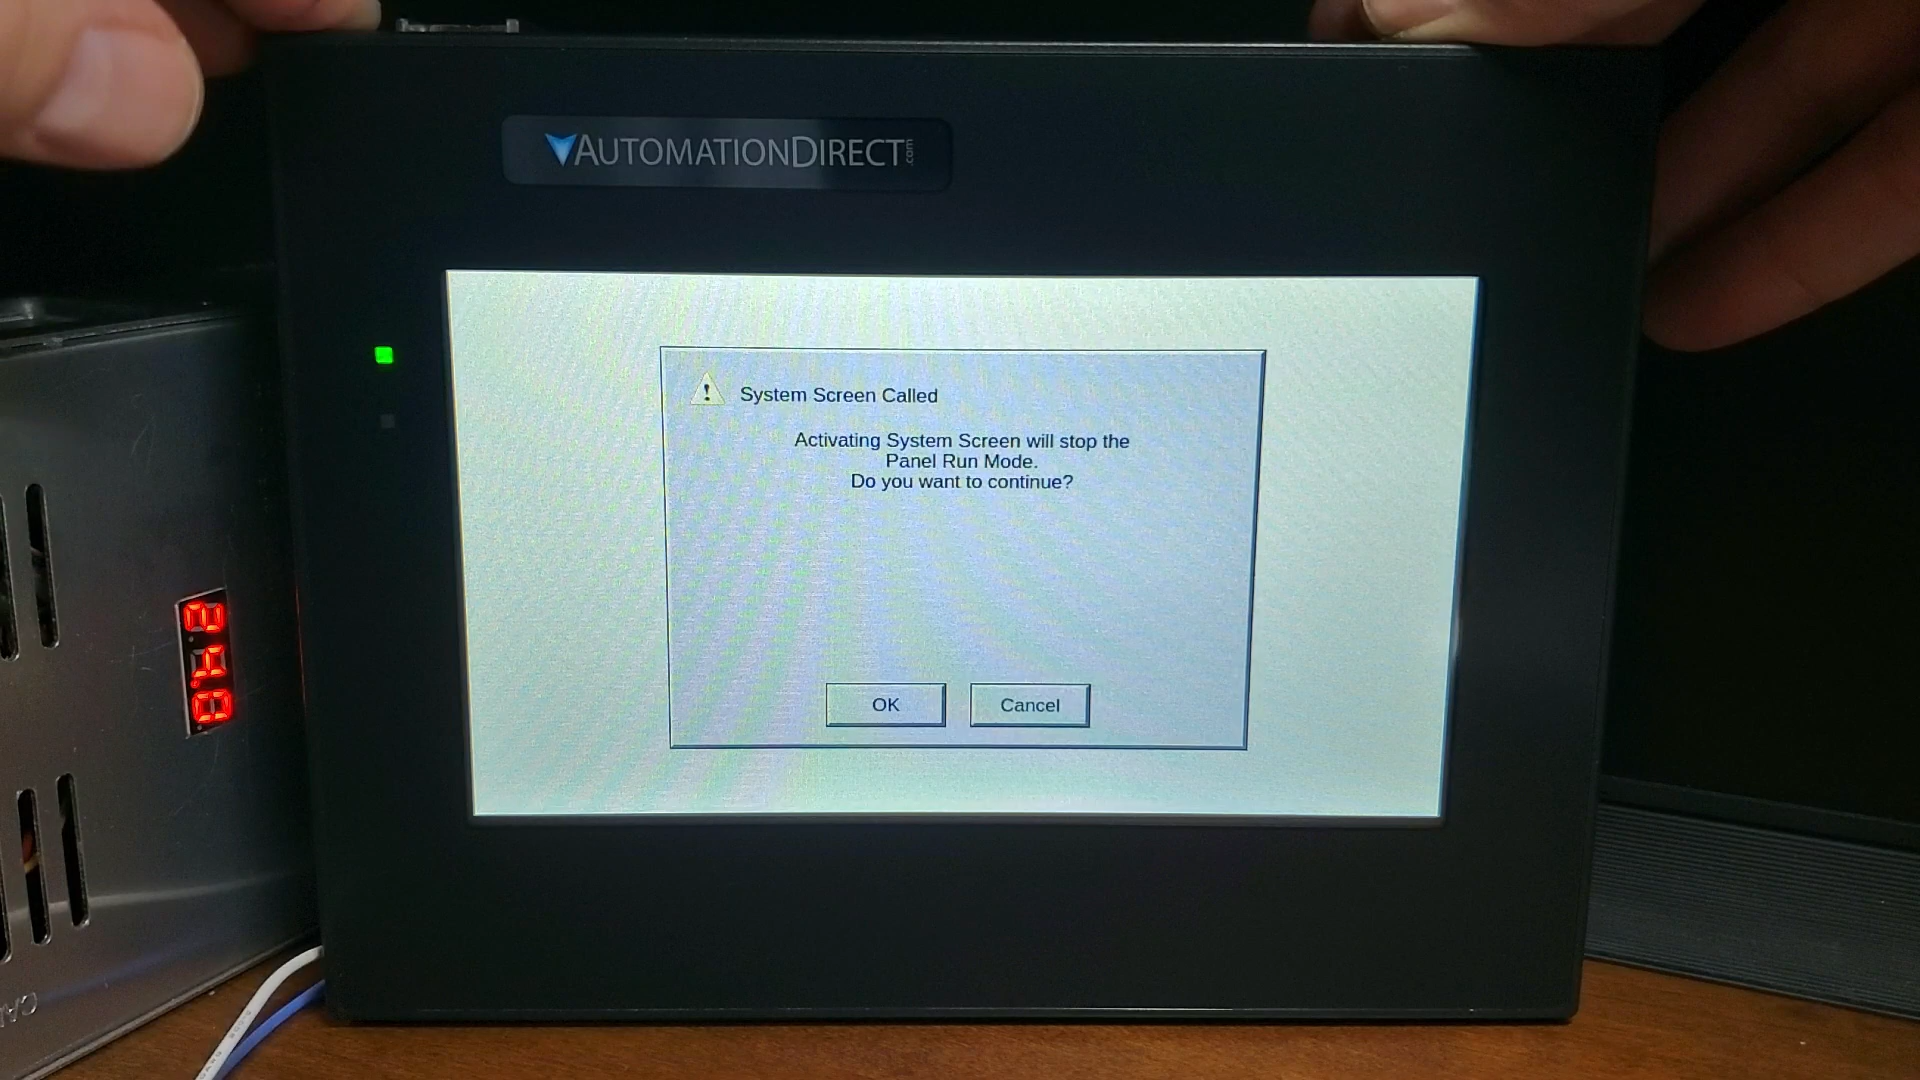 AUTOMATIONDIRECT.com
System Screen Called
Activating System Screen will stop the
Panel Run Mode.
Do you want to continue?
OK
Cancel